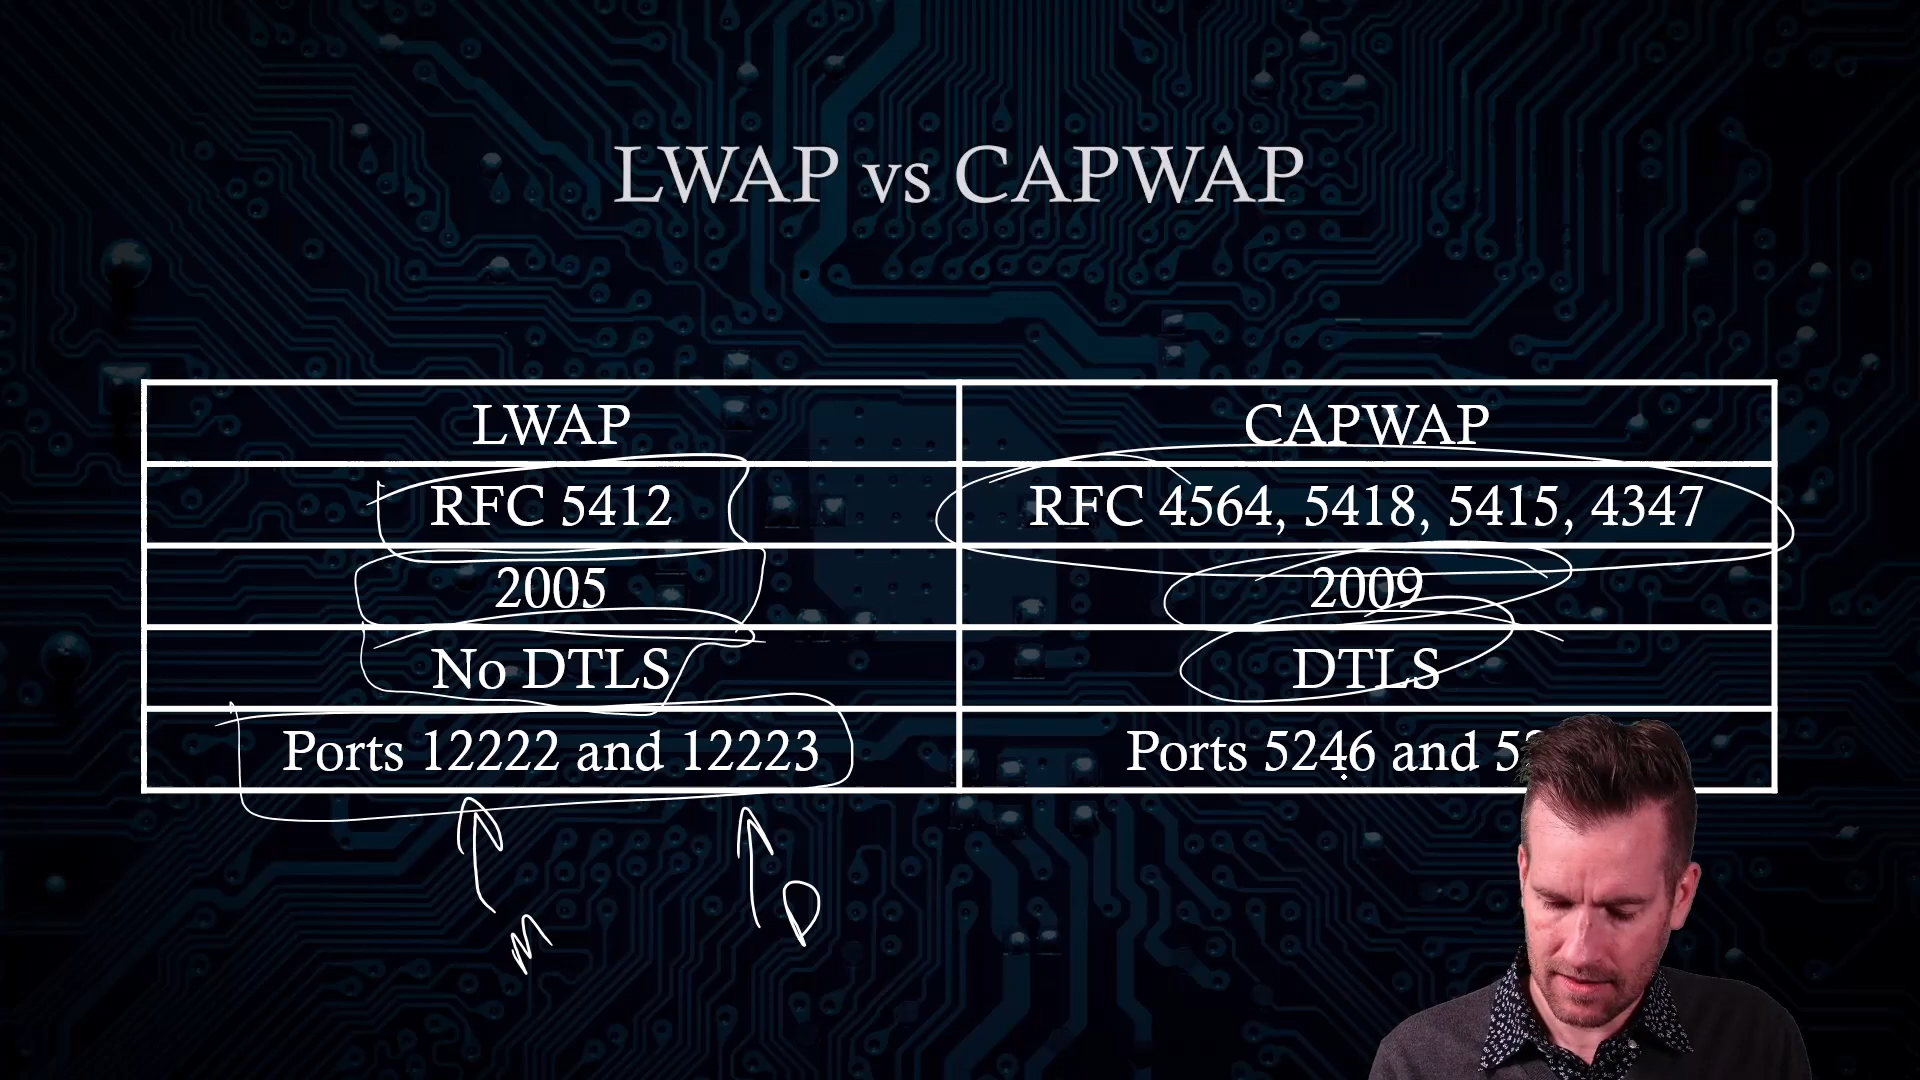 LWAP vs CAPWAP
LWAP CAPWAP
RFC 5412 RFC 4564, 5418, 5415, 4347
2005 2009
No DTLS DTLS
Ports 12222 and 12223 Ports 5246 and
M D